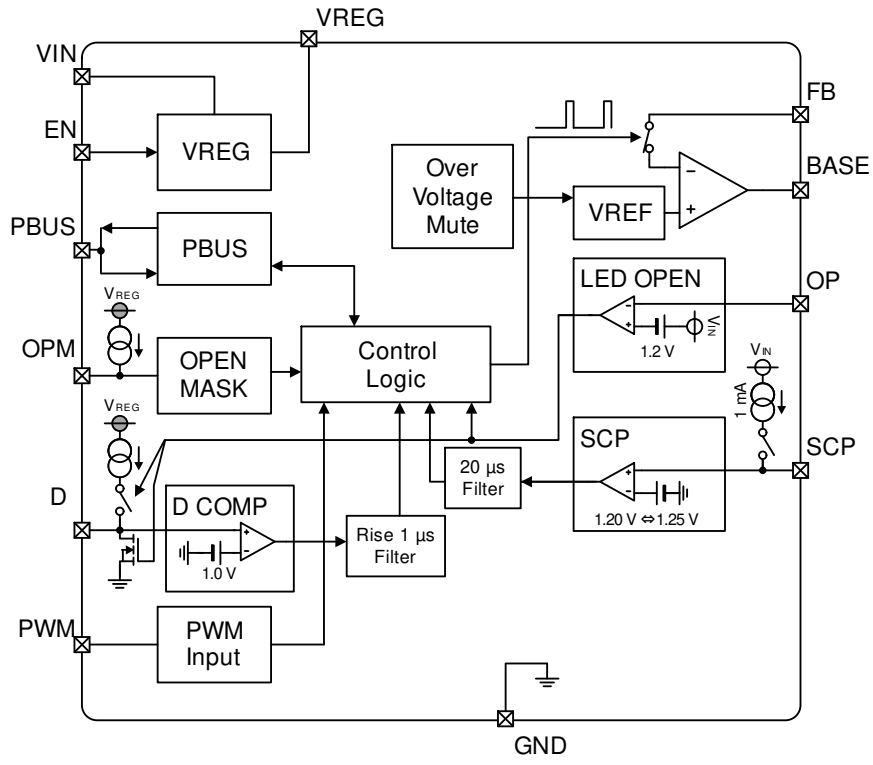 VREG
VIN
FB
EN
VREG
BASE
Over
Voltage
Mute
VREF
PBUS
PBUS
LED OPEN
OP
1.2 V
VIN
VREG
OPM
OPEN
MASK
Control
Logic
VIN
1 mA
VREG
SCP
SCP
20 µs
Filter
1.20 V ⇔ 1.25 V
D
D COMP
1.0 V
Rise 1 µs
Filter
PWM
PWM
Input
GND